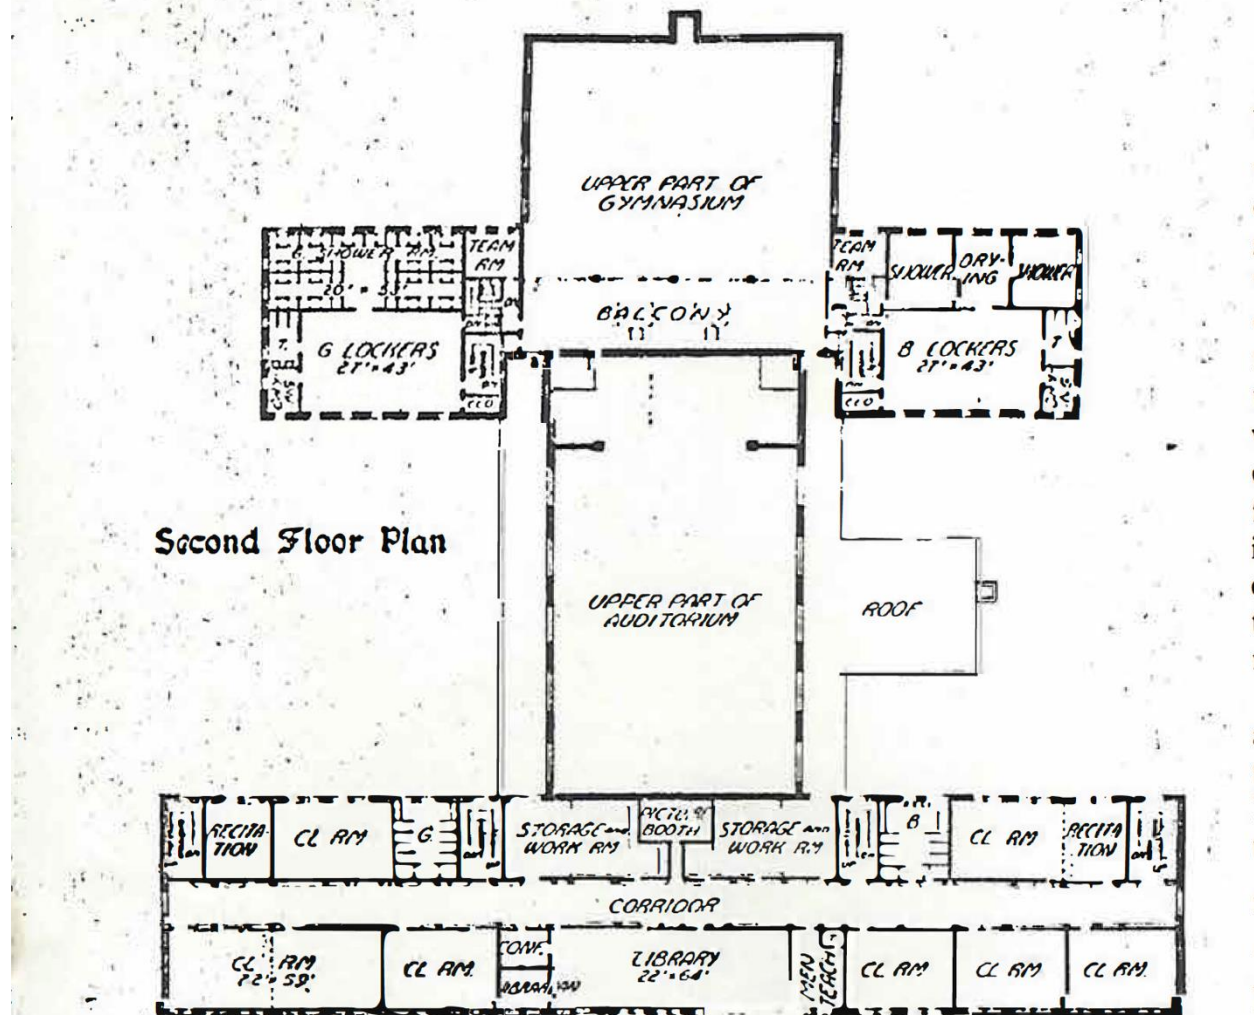 UPPER PART OF
GYMNASIUM
G. SHOWER RM.
TEAM
RM
TEAM
RM
SHOWER
DRY-
ING
SHOWER
BALCONY
T.
G LOCKERS
27' × 43'
CLO
B LOCKERS
27' × 43'
T
CLO
Second Floor Plan
UPPER PART OF
AUDITORIUM
ROOF
RECITA-
TION
CL RM
G.
STORAGE and
WORK RM
PICTURE
BOOTH
STORAGE and
WORK RM
B
CL RM
RECITA-
TION
CORRIDOR
CL RM
22' × 59'
CL RM.
CONF.
LIBRARIAN
LIBRARY
22' × 64'
MEN
TEACH
T
CL RM
CL RM
CL RM.